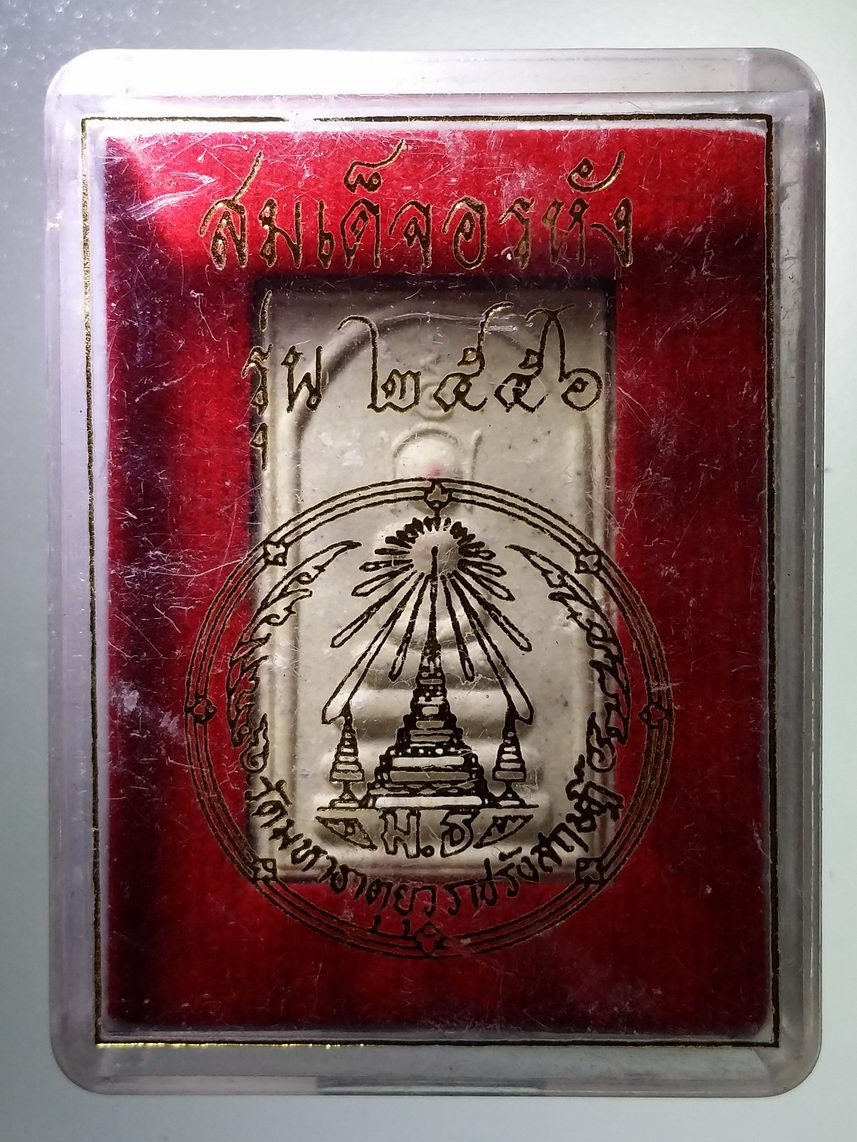 สมเด็จอรหัง
รุ่น ๒๕๕๖
ม.ธ
วัดมหาธาตุยุวราชรังสฤษฎิ์